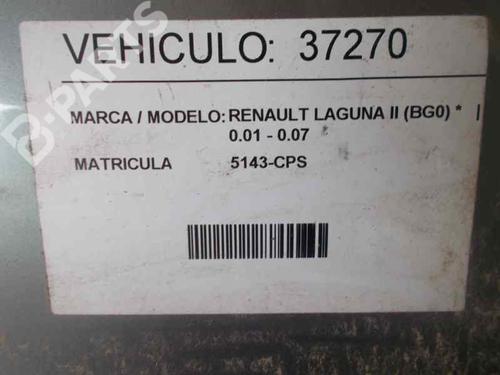 VEHICULO: 37270
MARCA / MODELO: RENAULT LAGUNA II (BG0) *
0.01 - 0.07
MATRICULA 5143-CPS
B-PARTS